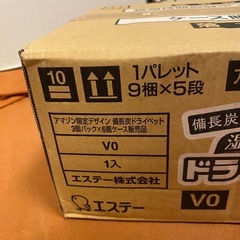 10
1パレット
9梱×5段
アマゾン限定デザイン 備長炭ドライペット
3個パック×6個ケース販売品
V0
1入
エステー株式会社
エステー
備長炭
ドラ
V0